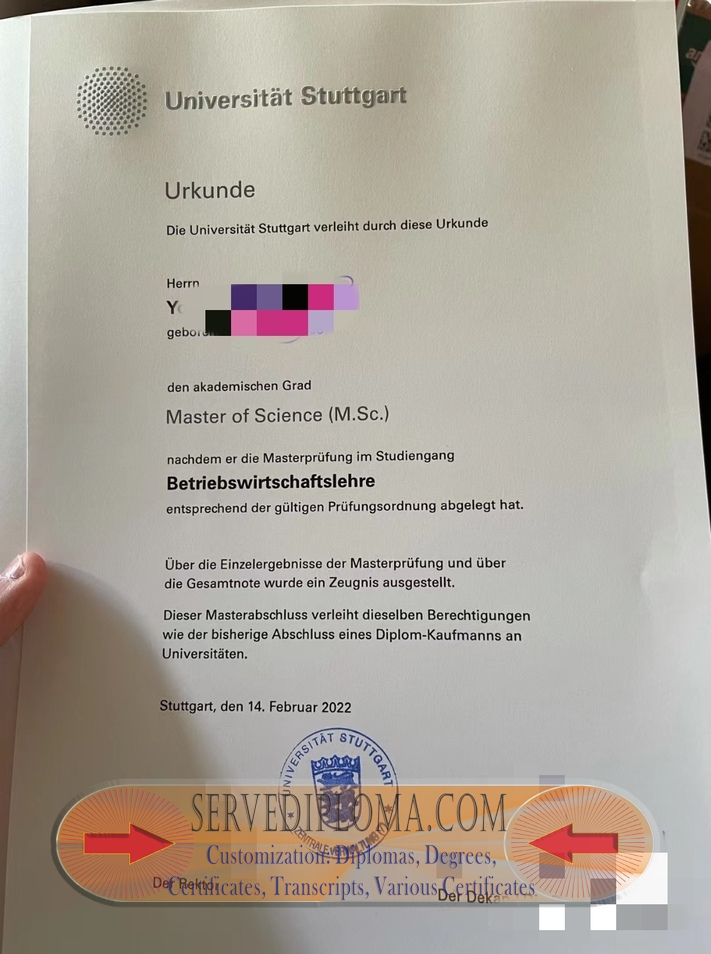 Universität Stuttgart
Urkunde
Die Universität Stuttgart verleiht durch diese Urkunde
Herrn
den akademischen Grad
Master of Science (M.Sc.)
nachdem er die Masterprüfung im Studiengang
Betriebswirtschaftslehre
entsprechend der gültigen Prüfungsordnung abgelegt hat.
Über die Einzelergebnisse der Masterprüfung und über
die Gesamtnote wurde ein Zeugnis ausgestellt.
Dieser Masterabschluss verleiht dieselben Berechtigungen
wie der bisherige Abschluss eines Diplom-Kaufmanns an
Universitäten.
Stuttgart, den 14. Februar 2022
UNIVERSITÄT STUTTGART
SERVEDIPLOMA.COM
Customization: Diplomas, Degrees,
Certificates, Transcripts, Various Certificates
Der Rektor
Der Dekan